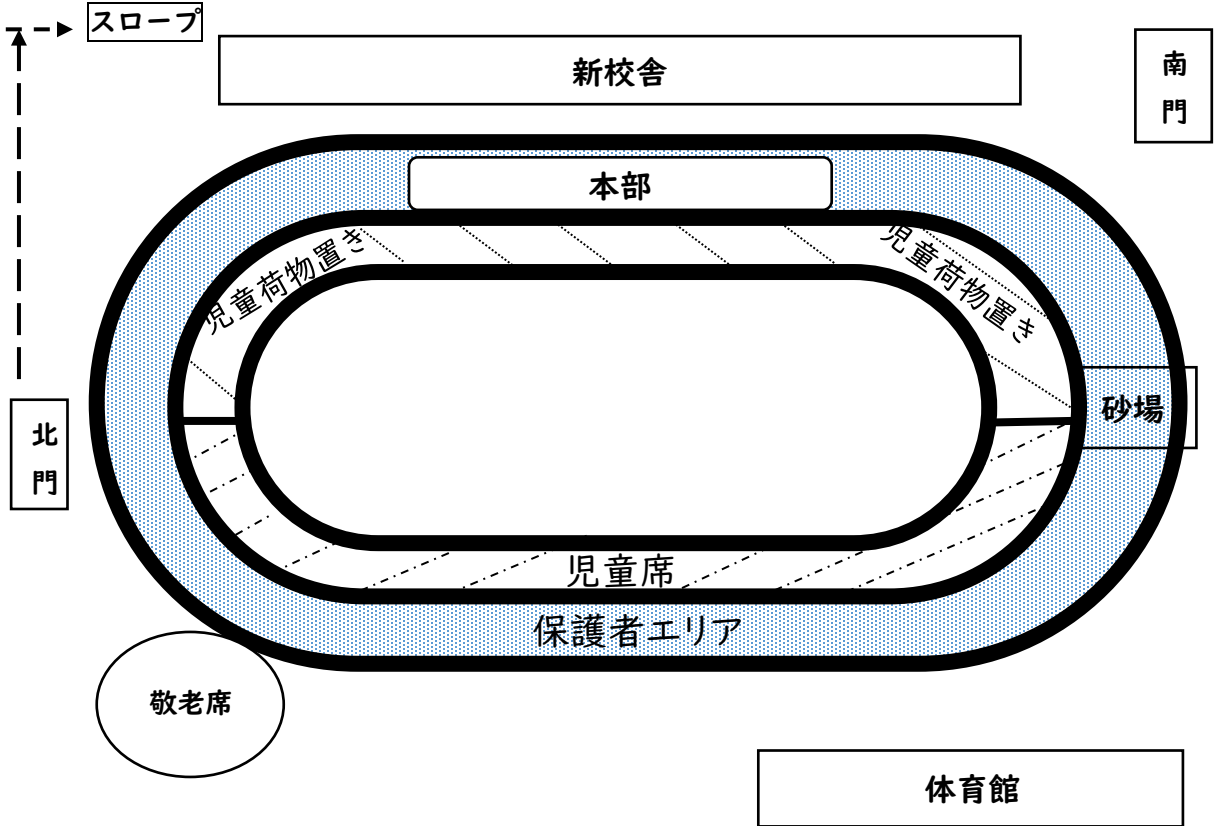 スロープ
新校舎
南
門
本部
児童荷物置き
児童荷物置き
砂場
北
門
児童席
保護者エリア
敬老席
体育館